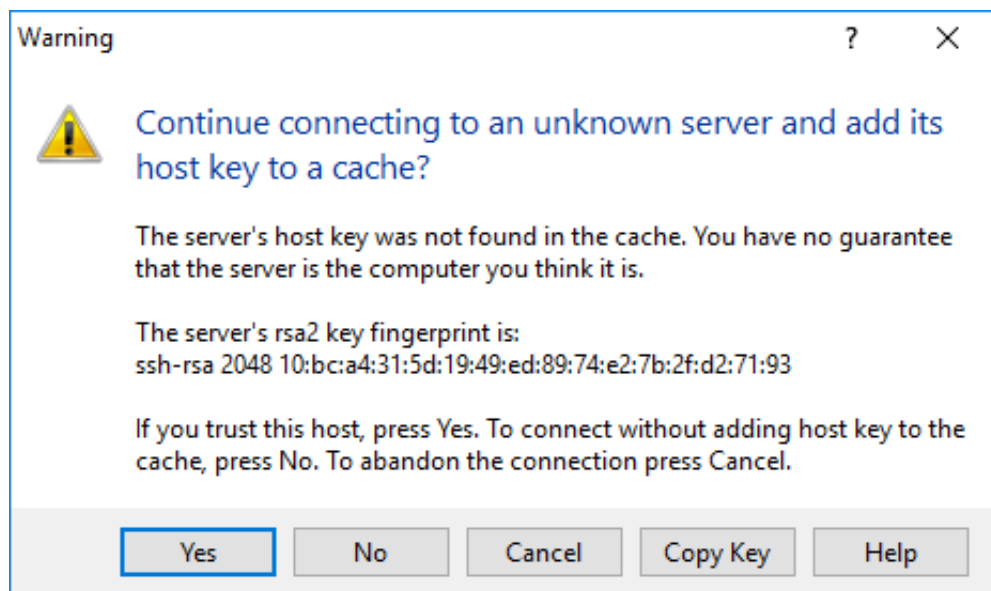 Warning
?
Continue connecting to an unknown server and add its
host key to a cache?
The server's host key was not found in the cache. You have no guarantee
that the server is the computer you think it is.
The server's rsa2 key fingerprint is:
ssh-rsa 2048 10:bc:a4:31:5d:19:49:ed:89:74:e2:7b:2f:d2:71:93
If you trust this host, press Yes. To connect without adding host key to the
cache, press No. To abandon the connection press Cancel.
Yes No Cancel Copy Key Help